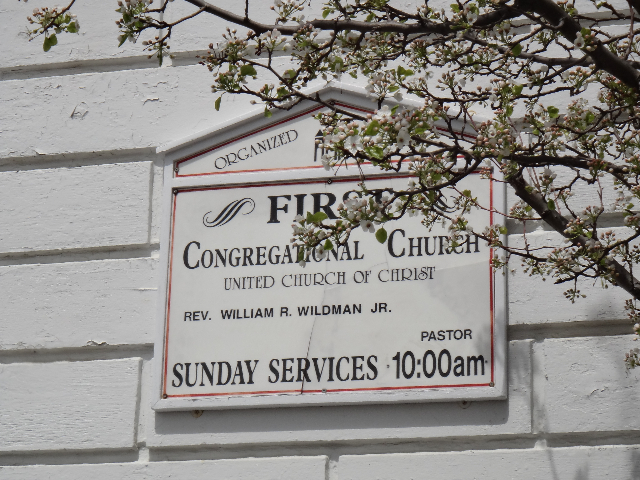 ORGANIZED
FIRST
CONGREGATIONAL CHURCH
UNITED CHURCH OF CHRIST
REV. WILLIAM R. WILDMAN JR.
PASTOR
SUNDAY SERVICES 10:00am